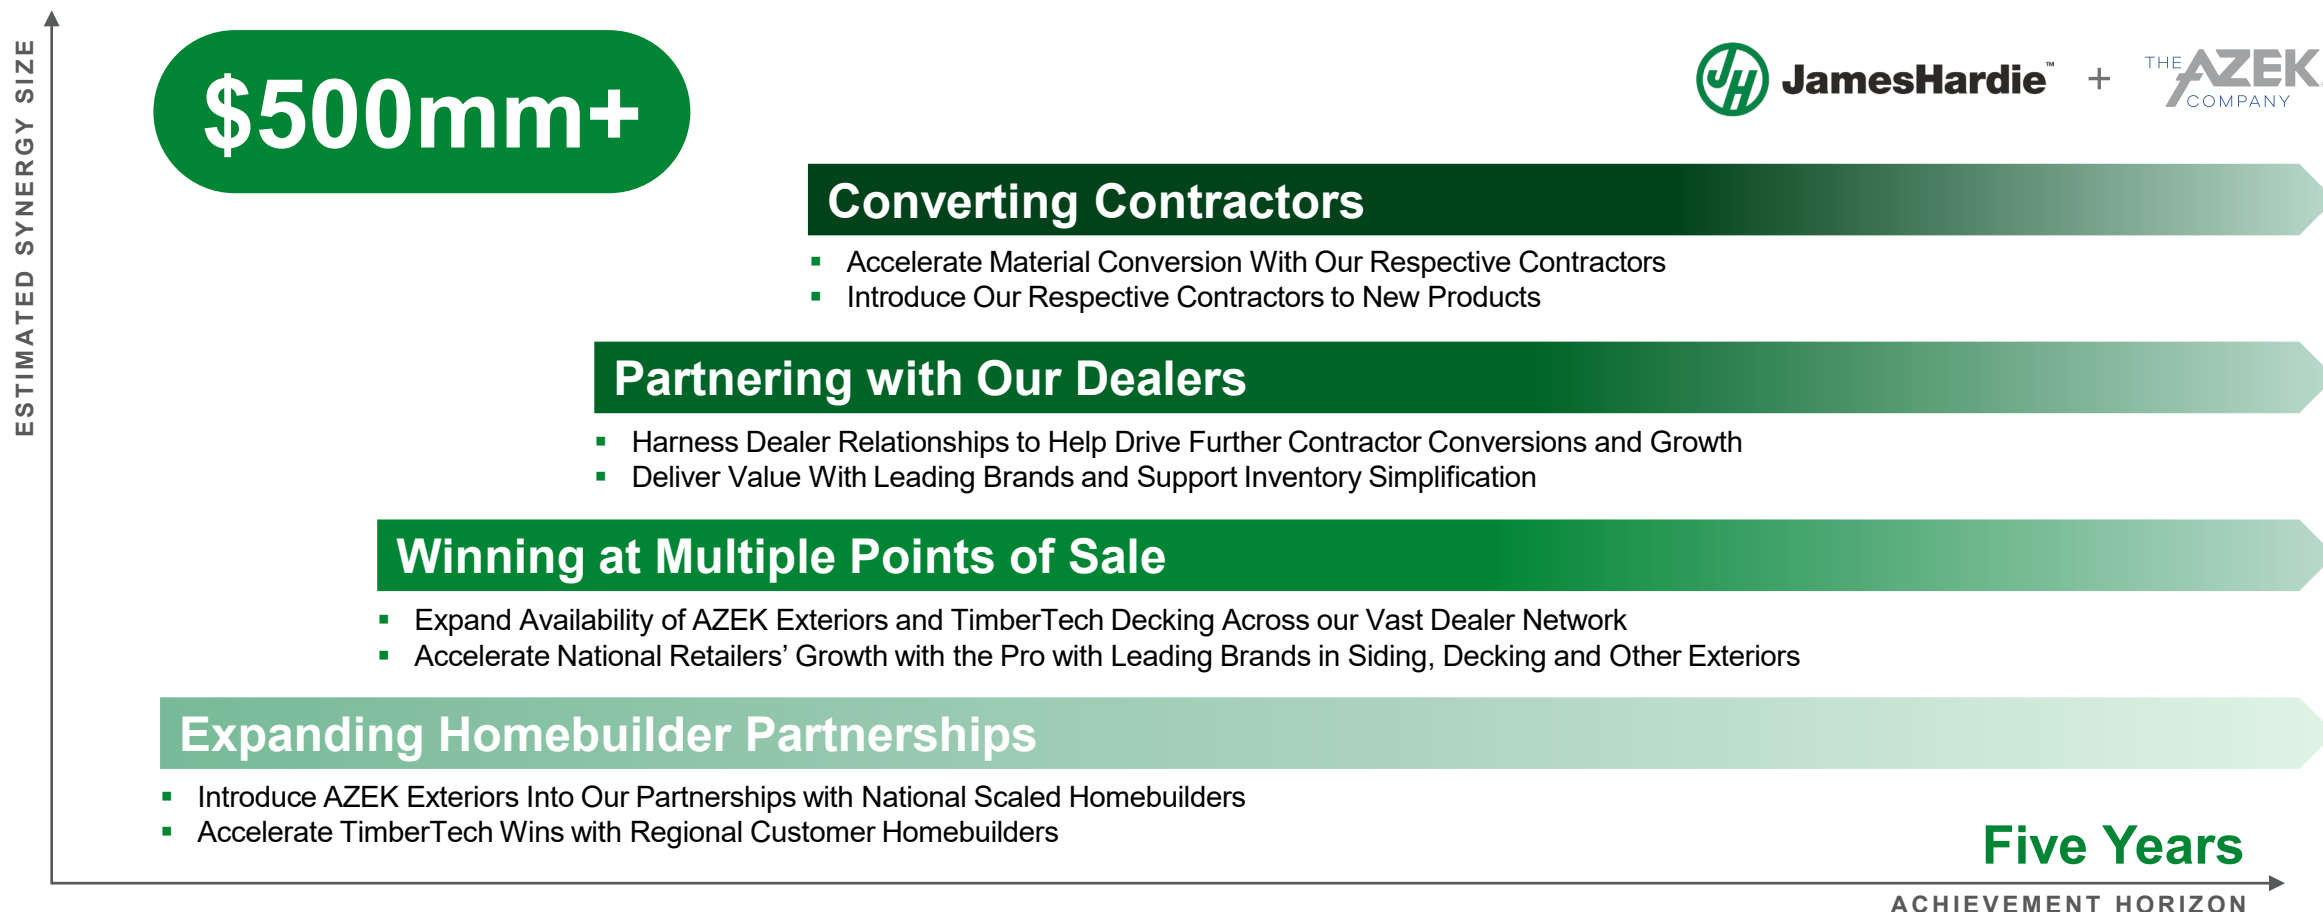 ESTIMATED SYNERGY SIZE
$500mm+
JH JamesHardie™ + THE AZEK COMPANY
Converting Contractors
▪ Accelerate Material Conversion With Our Respective Contractors
▪ Introduce Our Respective Contractors to New Products
Partnering with Our Dealers
▪ Harness Dealer Relationships to Help Drive Further Contractor Conversions and Growth
▪ Deliver Value With Leading Brands and Support Inventory Simplification
Winning at Multiple Points of Sale
▪ Expand Availability of AZEK Exteriors and TimberTech Decking Across our Vast Dealer Network
▪ Accelerate National Retailers’ Growth with the Pro with Leading Brands in Siding, Decking and Other Exteriors
Expanding Homebuilder Partnerships
▪ Introduce AZEK Exteriors Into Our Partnerships with National Scaled Homebuilders
▪ Accelerate TimberTech Wins with Regional Customer Homebuilders
Five Years
ACHIEVEMENT HORIZON